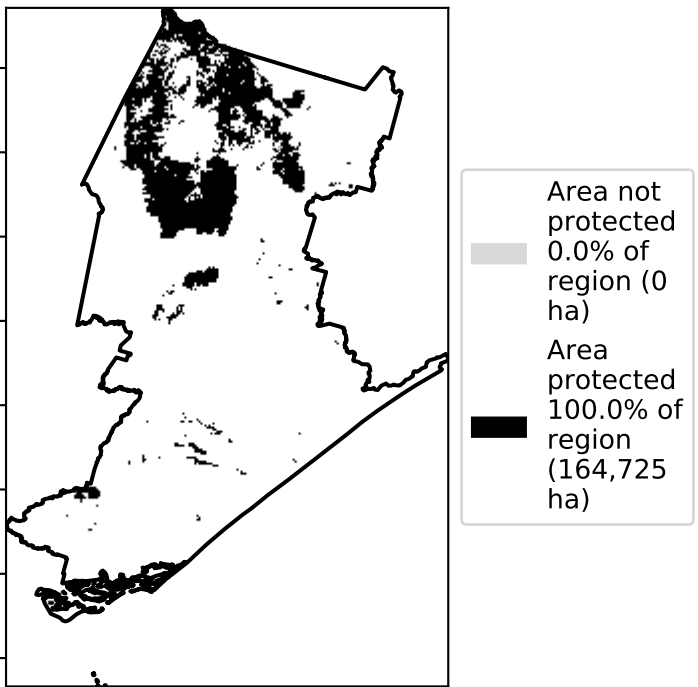 Area not
protected
0.0% of
region (0
ha)
Area
protected
100.0% of
region
(164,725
ha)